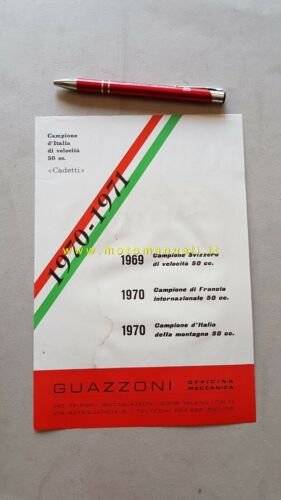 Campione
d'Italia
di velocità
50 cc.
«Cadetti»
1970-1971
www.motomanuali.it
1969 Campione Svizzero
di velocità 50 cc.
1970 Campione di Francia
internazionale 50 cc.
1970 Campione d'Italia
della montagna 50 cc.
GUAZZONI OFFICINA
MECCANICA